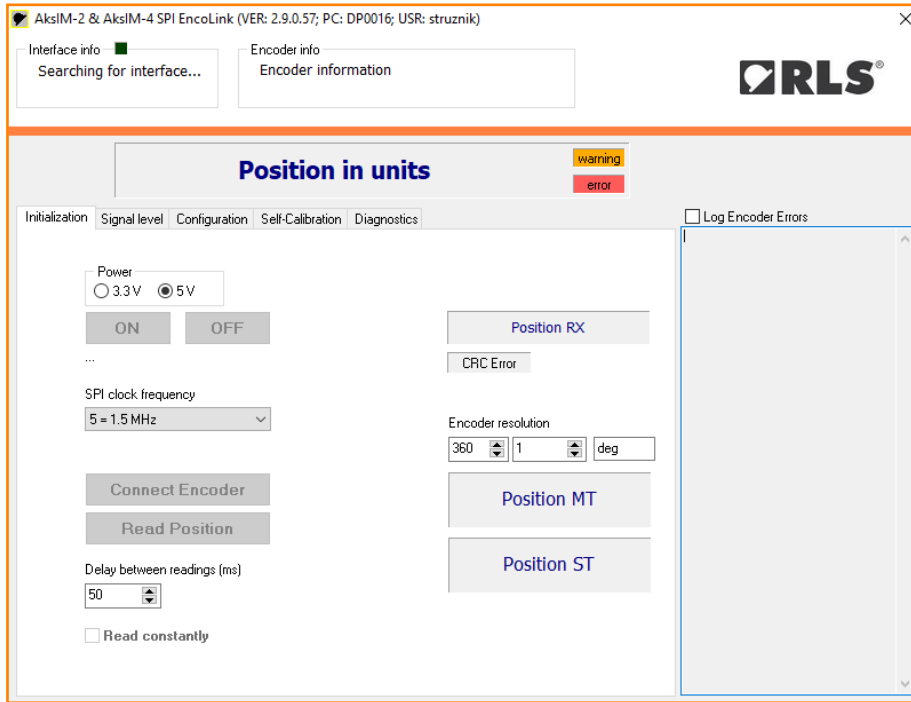 AksIM-2 & AksIM-4 SPI EncoLink (VER: 2.9.0.57; PC: DP0016; USR: struznik)
Interface info
Searching for interface...
Encoder info
Encoder information
RLS®
Position in units
warning
error
Initialization Signal level Configuration Self-Calibration Diagnostics
Log Encoder Errors
Power
3.3 V 5 V
ON OFF
...
Position RX
CRC Error
SPI clock frequency
5 = 1.5 MHz
Encoder resolution
360 1 deg
Connect Encoder
Read Position
Position MT
Position ST
Delay between readings (ms)
50
Read constantly